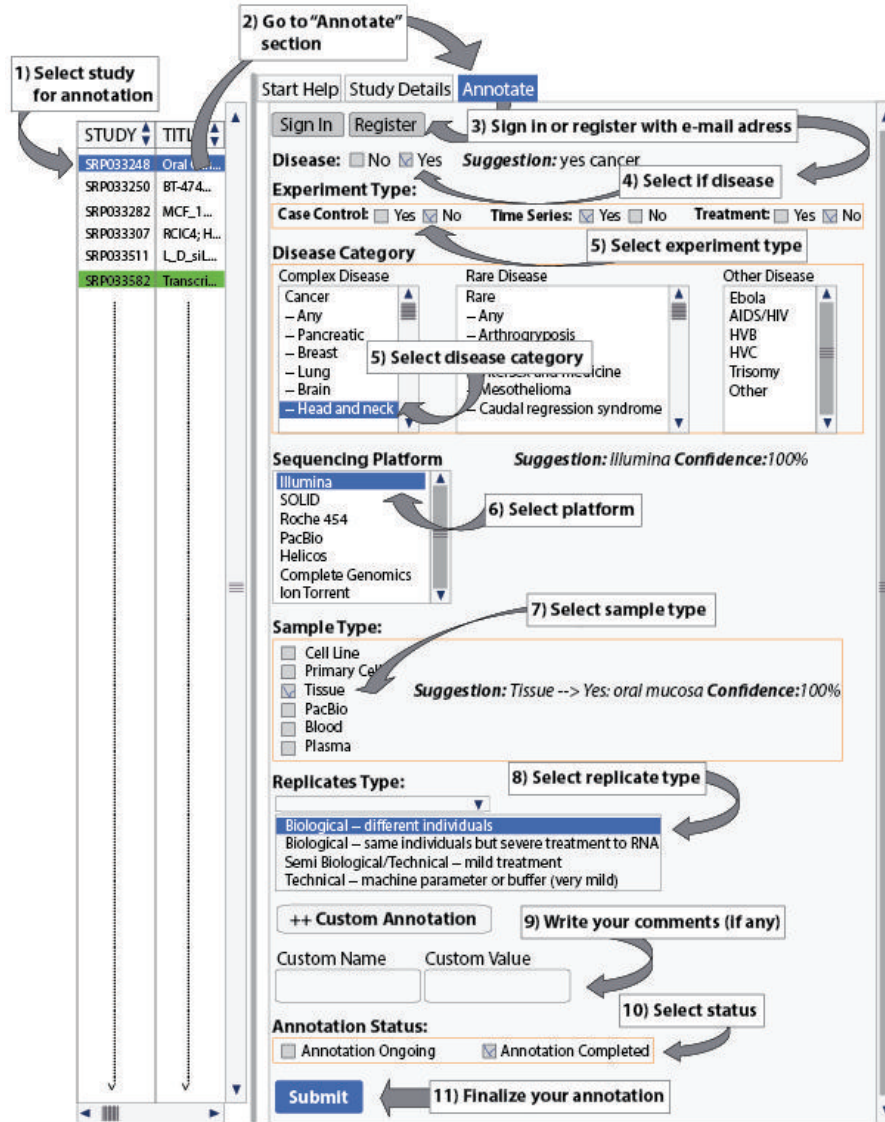 2) Go to “Annotate”
section
1) Select study
for annotation
Start Help Study Details Annotate
Sign In Register
3) Sign in or register with e-mail adress
STUDY TITL
SRP033248 Oral
SRP033250 BT-474...
SRP033282 MCF_1...
SRP033307 RCIC4; H...
SRP033511 L_D_siL...
SRP033582 Transcri...
Disease: No Yes Suggestion: yes cancer
4) Select if disease
Experiment Type:
Case Control: Yes No Time Series: Yes No Treatment: Yes No
5) Select experiment type
Disease Category
Complex Disease Rare Disease Other Disease
Cancer
– Any
– Pancreatic
– Breast
– Lung
– Brain
– Head and neck
Rare
– Any
– Arthrogryposis
and medicine
– Mesothelioma
– Caudal regression syndrome
Ebola
AIDS/HIV
HVB
HVC
Trisomy
Other
5) Select disease category
Sequencing Platform Suggestion: Illumina Confidence:100%
Illumina
SOLID
Roche 454
PacBio
Helicos
Complete Genomics
Ion Torrent
6) Select platform
7) Select sample type
Sample Type:
Cell Line
Primary Cell
Tissue Suggestion: Tissue --> Yes: oral mucosa Confidence:100%
PacBio
Blood
Plasma
8) Select replicate type
Replicates Type:
Biological – different individuals
Biological – same individuals but severe treatment to RNA
Semi Biological/Technical – mild treatment
Technical – machine parameter or buffer (very mild)
++ Custom Annotation
9) Write your comments (if any)
Custom Name Custom Value
10) Select status
Annotation Status:
Annotation Ongoing Annotation Completed
Submit
11) Finalize your annotation